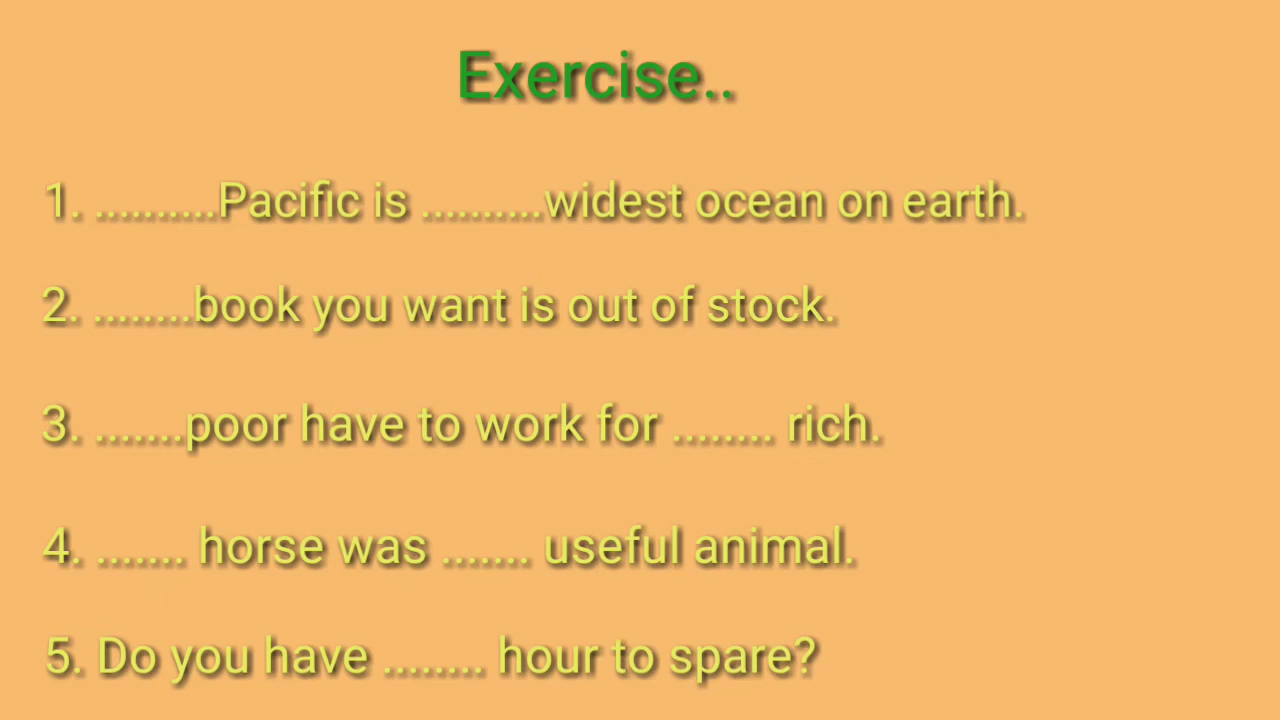 Exercise..
1. ..........Pacific is ..........widest ocean on earth.
2. ........book you want is out of stock.
3. .......poor have to work for ........ rich.
4. ....... horse was ....... useful animal.
5. Do you have ........ hour to spare?